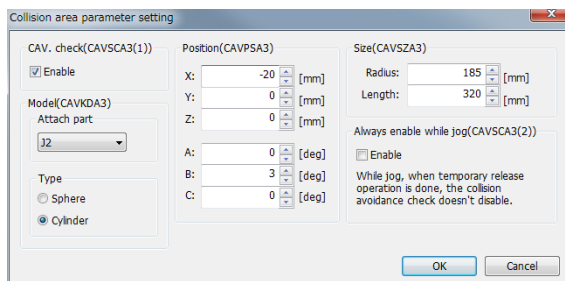 Collision area parameter setting
CAV. check(CAVSCA3(1))
Enable
Model(CAVKDA3)
Attach part
J2
Type
Sphere
Cylinder
Position(CAVPSA3)
X: -20 [mm]
Y: 0 [mm]
Z: 0 [mm]
A: 0 [deg]
B: 3 [deg]
C: 0 [deg]
Size(CAVSZA3)
Radius: 185 [mm]
Length: 320 [mm]
Always enable while jog(CAVSCA3(2))
Enable
While jog, when temporary release
operation is done, the collision
avoidance check doesn't disable.
OK Cancel